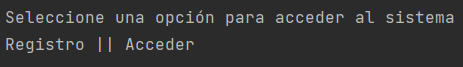 Seleccione una opción para acceder al sistema
Registro || Acceder